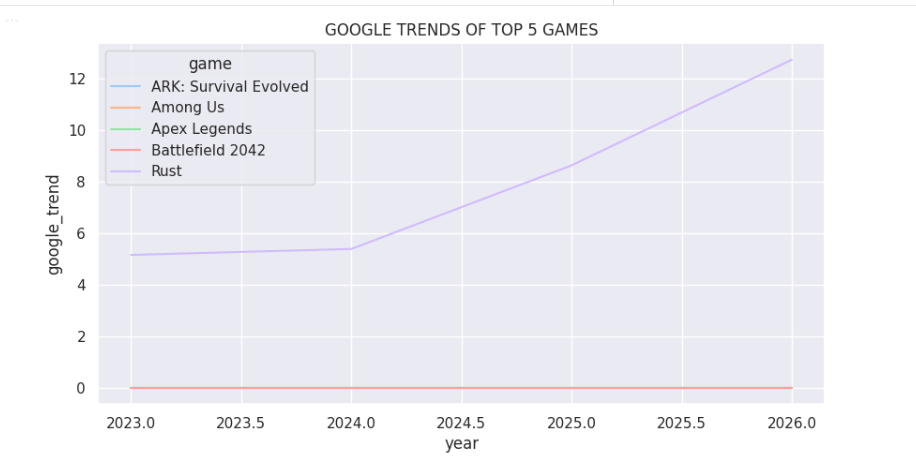 ...
GOOGLE TRENDS OF TOP 5 GAMES
game
ARK: Survival Evolved
Among Us
Apex Legends
Battlefield 2042
Rust
google_trend
12
10
8
6
4
2
0
2023.0 2023.5 2024.0 2024.5 2025.0 2025.5 2026.0
year